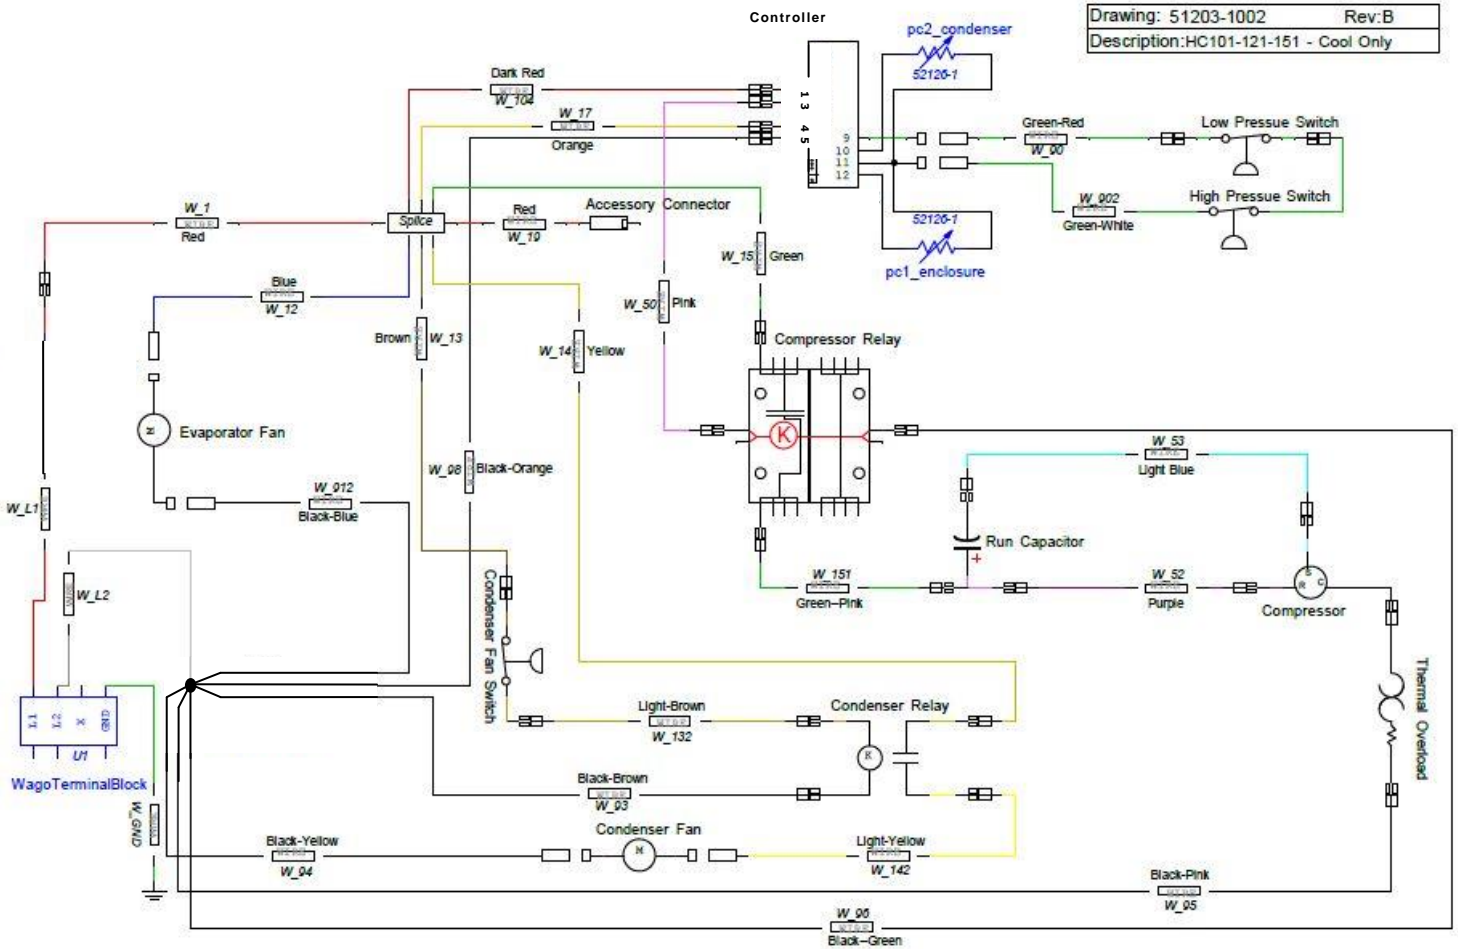 Controller
Drawing: 51203-1002 Rev:B
Description:HC101-121-151 - Cool Only
pc2_condenser
52126-1
Dark Red
W_104
W_17
Orange
1
3
4
5
9
10
11
12
Green-Red
W_90
Low Pressue Switch
W_902
Green-White
High Pressue Switch
52126-1
pc1_enclosure
W_1
Red
Splice
Red
W_19
Accessory Connector
W_15
Green
Blue
W_12
Brown
W_13
W_14
Yellow
W_50
Pink
Compressor Relay
K
Evaporator Fan
M
W_98
Black-Orange
W_53
Light Blue
W_L1
W_912
Black-Blue
Run Capacitor
+
W_L2
W_151
Green-Pink
W_52
Purple
S
R
C
Compressor
Condenser Fan Switch
Thermal Overload
L1
L2
X
GND
U1
WagoTerminalBlock
Light-Brown
W_132
Condenser Relay
K
Black-Brown
W_93
W_GND
Black-Yellow
W_94
Condenser Fan
M
Light-Yellow
W_142
Black-Pink
W_95
W_96
Black-Green